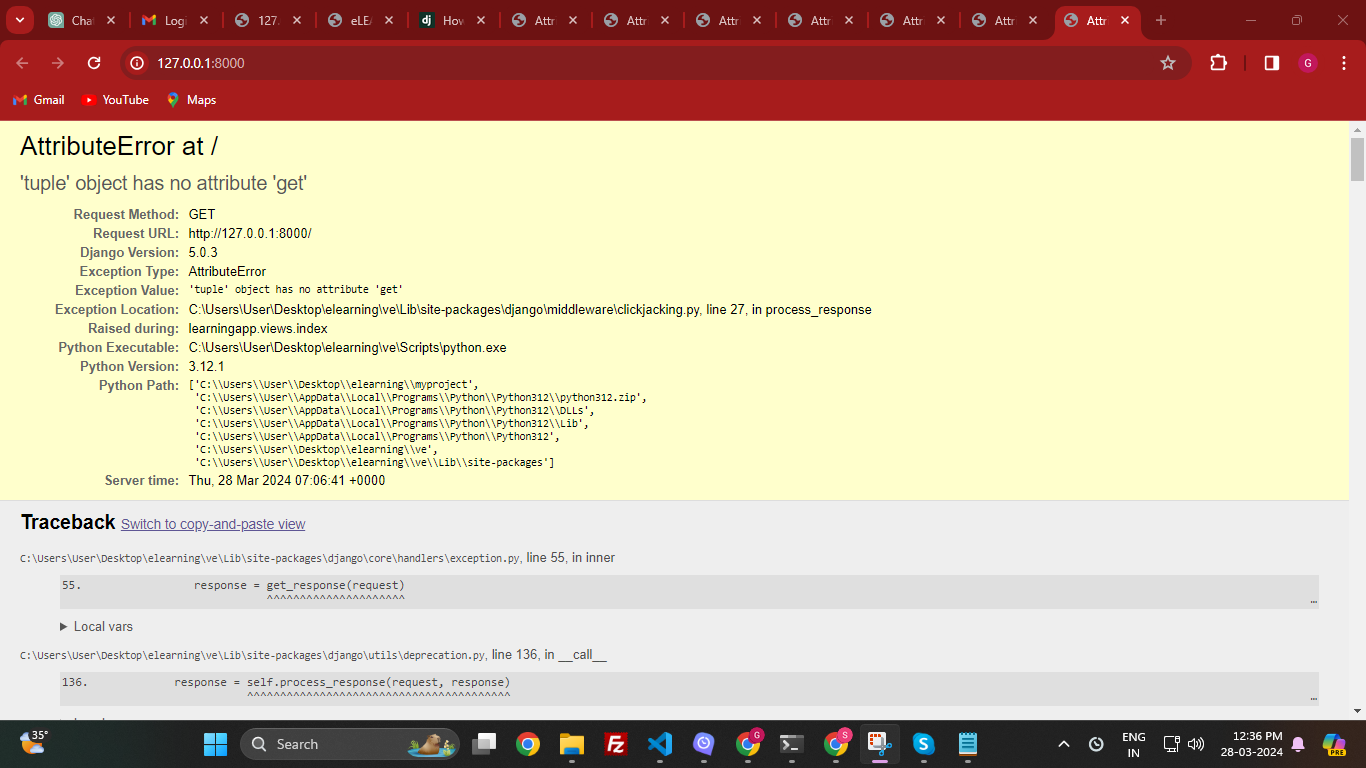 Chat
Logi
127.
eLEA
How
Attri
Attri
Attri
Attri
Attri
Attri
Attri
127.0.0.1:8000
G
Gmail
YouTube
Maps
AttributeError at /
'tuple' object has no attribute 'get'
Request Method: GET
Request URL: http://127.0.0.1:8000/
Django Version: 5.0.3
Exception Type: AttributeError
Exception Value: 'tuple' object has no attribute 'get'
Exception Location: C:\Users\User\Desktop\elearning\ve\Lib\site-packages\django\middleware\clickjacking.py, line 27, in process_response
Raised during: learningapp.views.index
Python Executable: C:\Users\User\Desktop\elearning\ve\Scripts\python.exe
Python Version: 3.12.1
Python Path: ['C:\\Users\\User\\Desktop\\elearning\\myproject',
'C:\\Users\\User\\AppData\\Local\\Programs\\Python\\Python312\\python312.zip',
'C:\\Users\\User\\AppData\\Local\\Programs\\Python\\Python312\\DLLs',
'C:\\Users\\User\\AppData\\Local\\Programs\\Python\\Python312\\Lib',
'C:\\Users\\User\\AppData\\Local\\Programs\\Python\\Python312',
'C:\\Users\\User\\Desktop\\elearning\\ve',
'C:\\Users\\User\\Desktop\\elearning\\ve\\Lib\\site-packages']
Server time: Thu, 28 Mar 2024 07:06:41 +0000
Traceback Switch to copy-and-paste view
C:\Users\User\Desktop\elearning\ve\Lib\site-packages\django\core\handlers\exception.py, line 55, in inner
55. response = get_response(request)
^^^^^^^^^^^^^^^^^^^^^
…
Local vars
C:\Users\User\Desktop\elearning\ve\Lib\site-packages\django\utils\deprecation.py, line 136, in __call__
136. response = self.process_response(request, response)
^^^^^^^^^^^^^^^^^^^^^^^^^^^^^^^^^^^^^^^^
…
35°
Search
G
S
ENG
IN
12:36 PM
28-03-2024
PRE